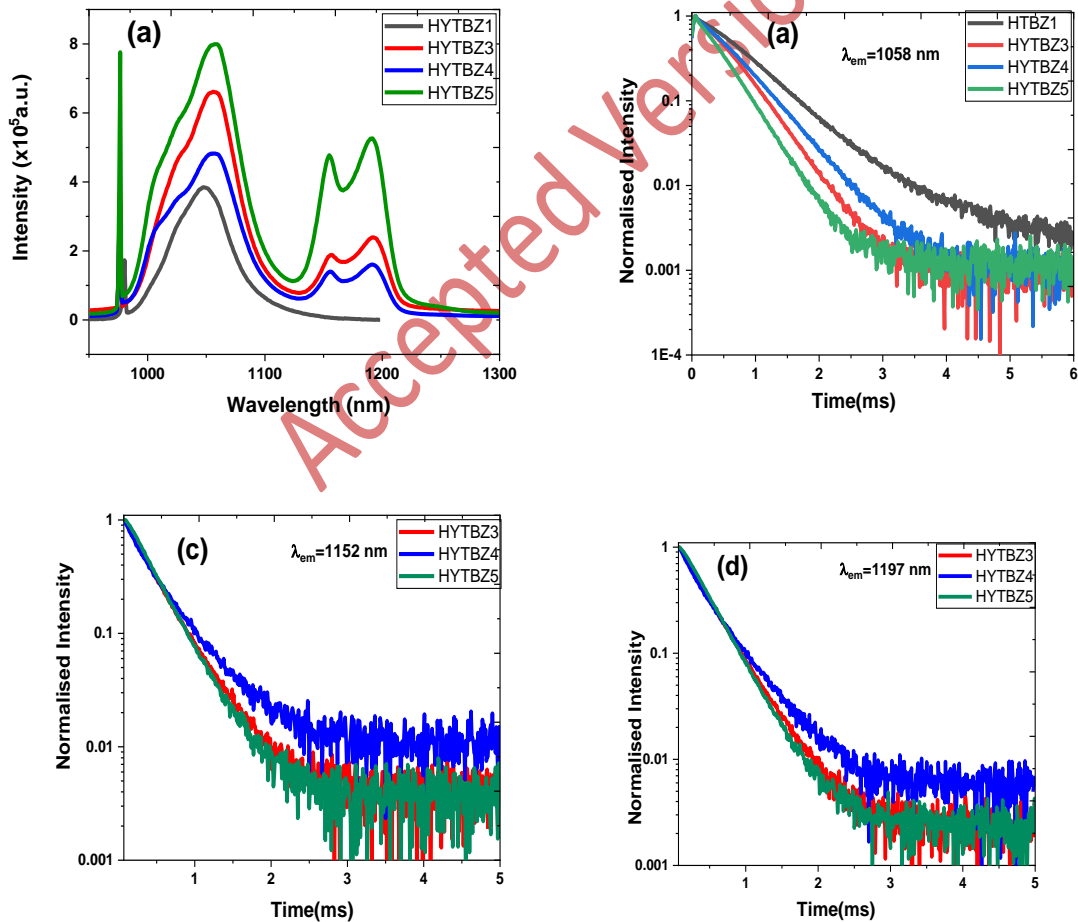 (a)
HYTBZ1
HYTBZ3
HYTBZ4
HYTBZ5
8
6
4
2
0
Intensity (x10⁵a.u.)
1000
1100
1200
1300
Wavelength (nm)
(a)
λem=1058 nm
HTBZ1
HYTBZ3
HYTBZ4
HYTBZ5
1
0.1
0.01
0.001
1E-4
Normalised Intensity
0
1
2
3
4
5
6
Time(ms)
Accepted Versio
(c)
λem=1152 nm
HYTBZ3
HYTBZ4
HYTBZ5
1
0.1
0.01
0.001
Normalised Intensity
1
2
3
4
5
Time(ms)
(d)
λem=1197 nm
HYTBZ3
HYTBZ4
HYTBZ5
1
0.1
0.01
0.001
Normalised Intensity
1
2
3
4
5
Time(ms)